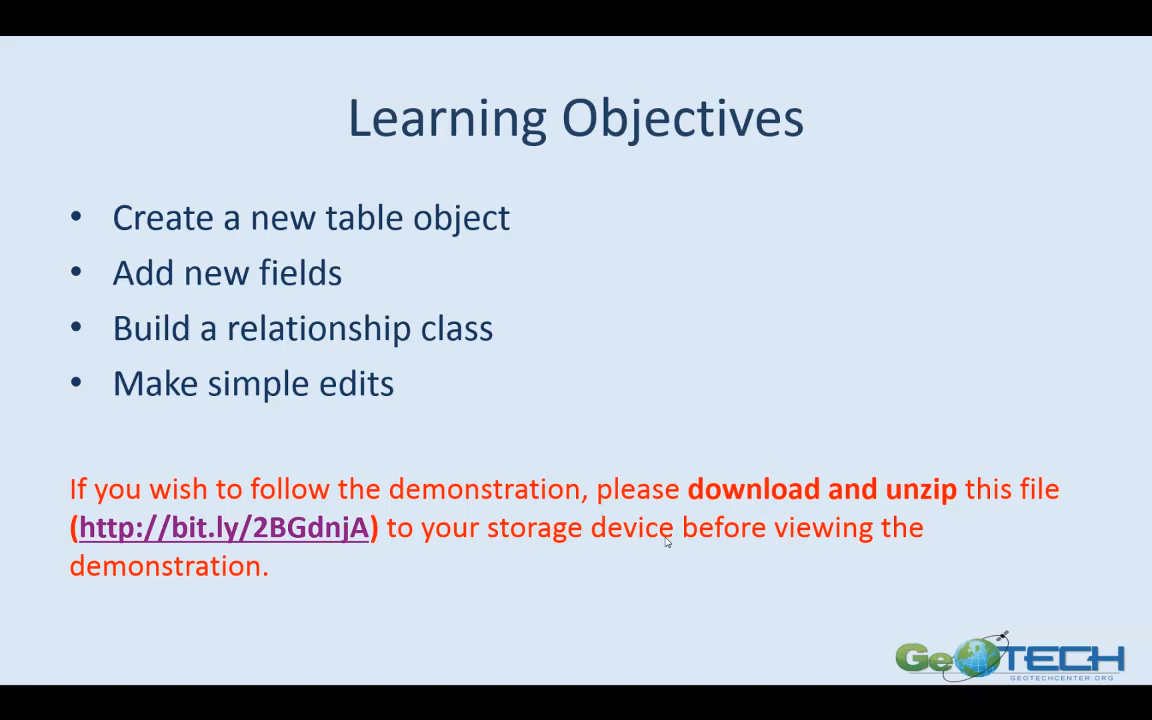 Learning Objectives
• Create a new table object
• Add new fields
• Build a relationship class
• Make simple edits
If you wish to follow the demonstration, please download and unzip this file
(http://bit.ly/2BGdnjA) to your storage device before viewing the
demonstration.
GeOTECH
GEOTECHCENTER.ORG